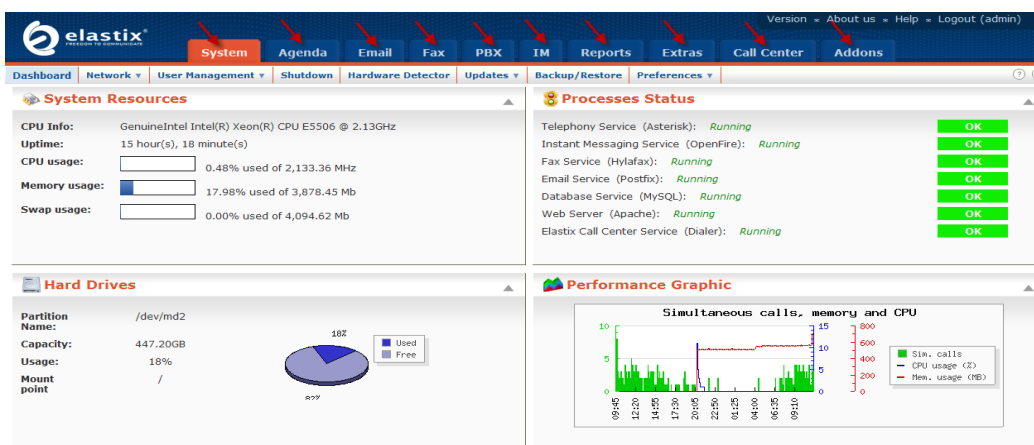 Version × About us × Help × Logout (admin)
elastix®
FREEDOM TO COMMUNICATE
System Agenda Email Fax PBX IM Reports Extras Call Center Addons
Dashboard Network User Management Shutdown Hardware Detector Updates Backup/Restore Preferences ?
System Resources
CPU Info: GenuineIntel Intel(R) Xeon(R) CPU E5506 @ 2.13GHz
Uptime: 15 hour(s), 18 minute(s)
CPU usage: 0.48% used of 2,133.36 MHz
Memory usage: 17.98% used of 3,878.45 Mb
Swap usage: 0.00% used of 4,094.62 Mb
Processes Status
Telephony Service (Asterisk): Running OK
Instant Messaging Service (OpenFire): Running OK
Fax Service (Hylafax): Running OK
Email Service (Postfix): Running OK
Database Service (MySQL): Running OK
Web Server (Apache): Running OK
Elastix Call Center Service (Dialer): Running OK
Hard Drives
Partition Name: /dev/md2
Capacity: 447.20GB
Usage: 18%
Mount point /
18%
Used
Free
82%
Performance Graphic
Simultaneous calls, memory and CPU
10
5
0
15
10
5
0
800
600
400
200
0
Sim. calls
CPU usage (%)
Mem. usage (MB)
09:45 12:20 14:55 17:30 20:05 22:50 01:25 04:00 06:35 09:10